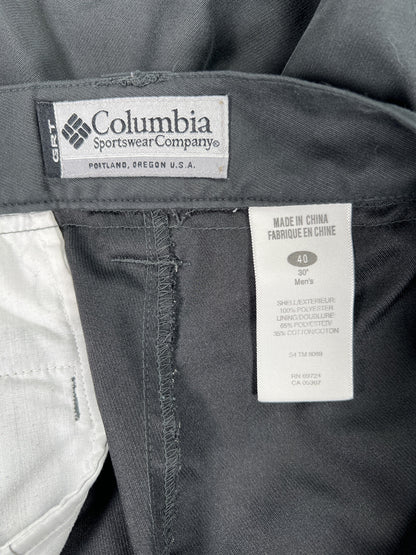 GRT
Columbia
Sportswear Company®
PORTLAND, OREGON U.S.A.
MADE IN CHINA
FABRIQUE EN CHINE
40
30"
Men's
SHELL/EXTERIEUR:
100% POLYESTER
LINING/DOUBLURE:
65% POLYESTER
35% COTTON/COTON
RN 69724
CA 05367